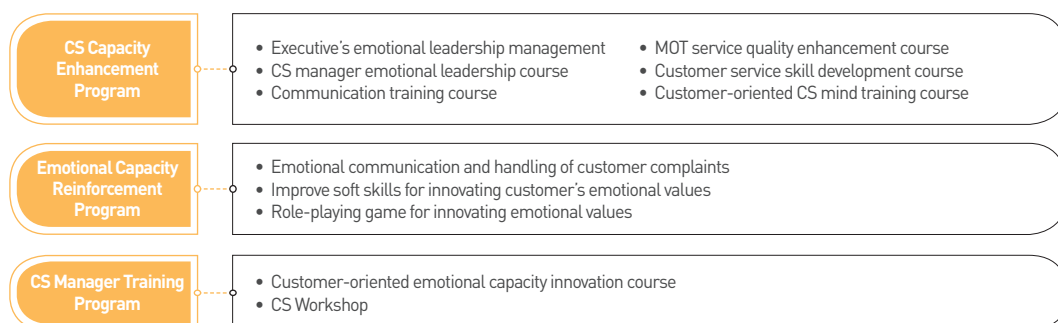 CS Capacity
Enhancement
Program
• Executive's emotional leadership management
• CS manager emotional leadership course
• Communication training course
• MOT service quality enhancement course
• Customer service skill development course
• Customer-oriented CS mind training course
Emotional Capacity
Reinforcement
Program
• Emotional communication and handling of customer complaints
• Improve soft skills for innovating customer's emotional values
• Role-playing game for innovating emotional values
CS Manager Training
Program
• Customer-oriented emotional capacity innovation course
• CS Workshop